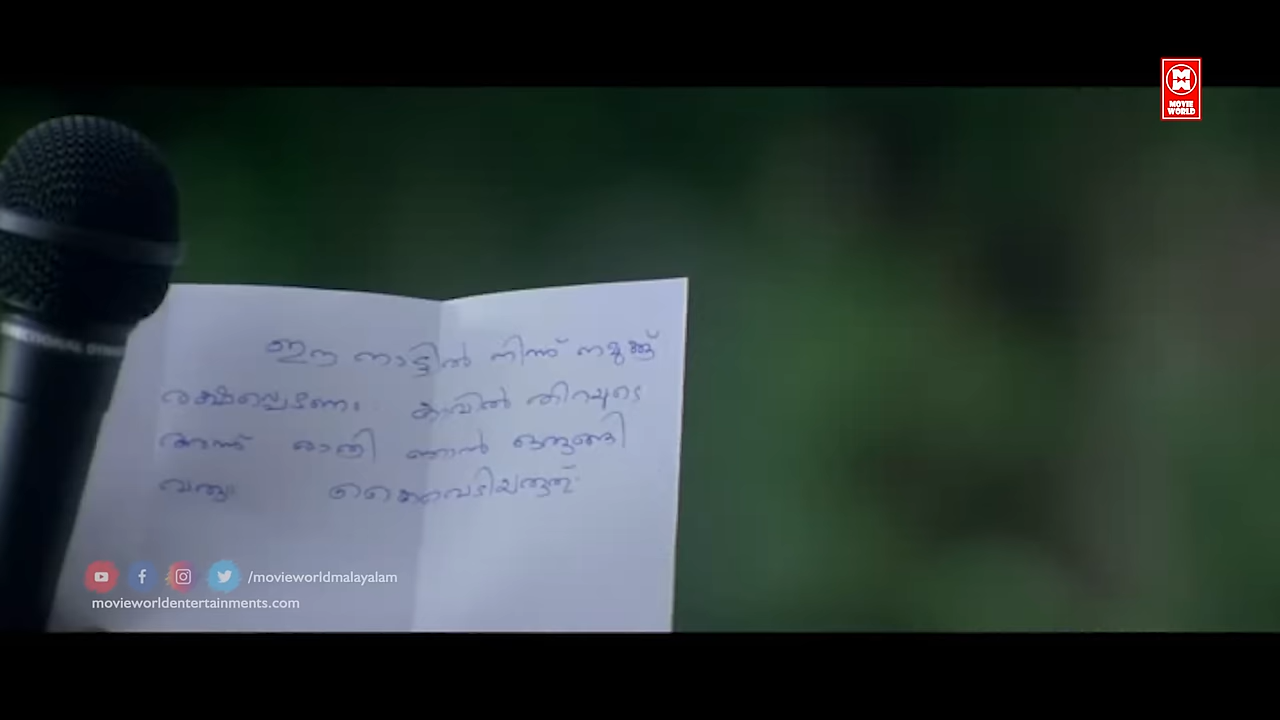 MOVIE
WORLD
ഈ നാട്ടിൽ നിന്ന് നമുക്ക്
രക്ഷപ്പെടണം കാവിൽ തിറയുടെ
അന്ന് രാത്രി ഞാൻ ഒരുങ്ങി
വരും കൈവെടിയരുത്
/movieworldmalayalam
movieworldentertainments.com